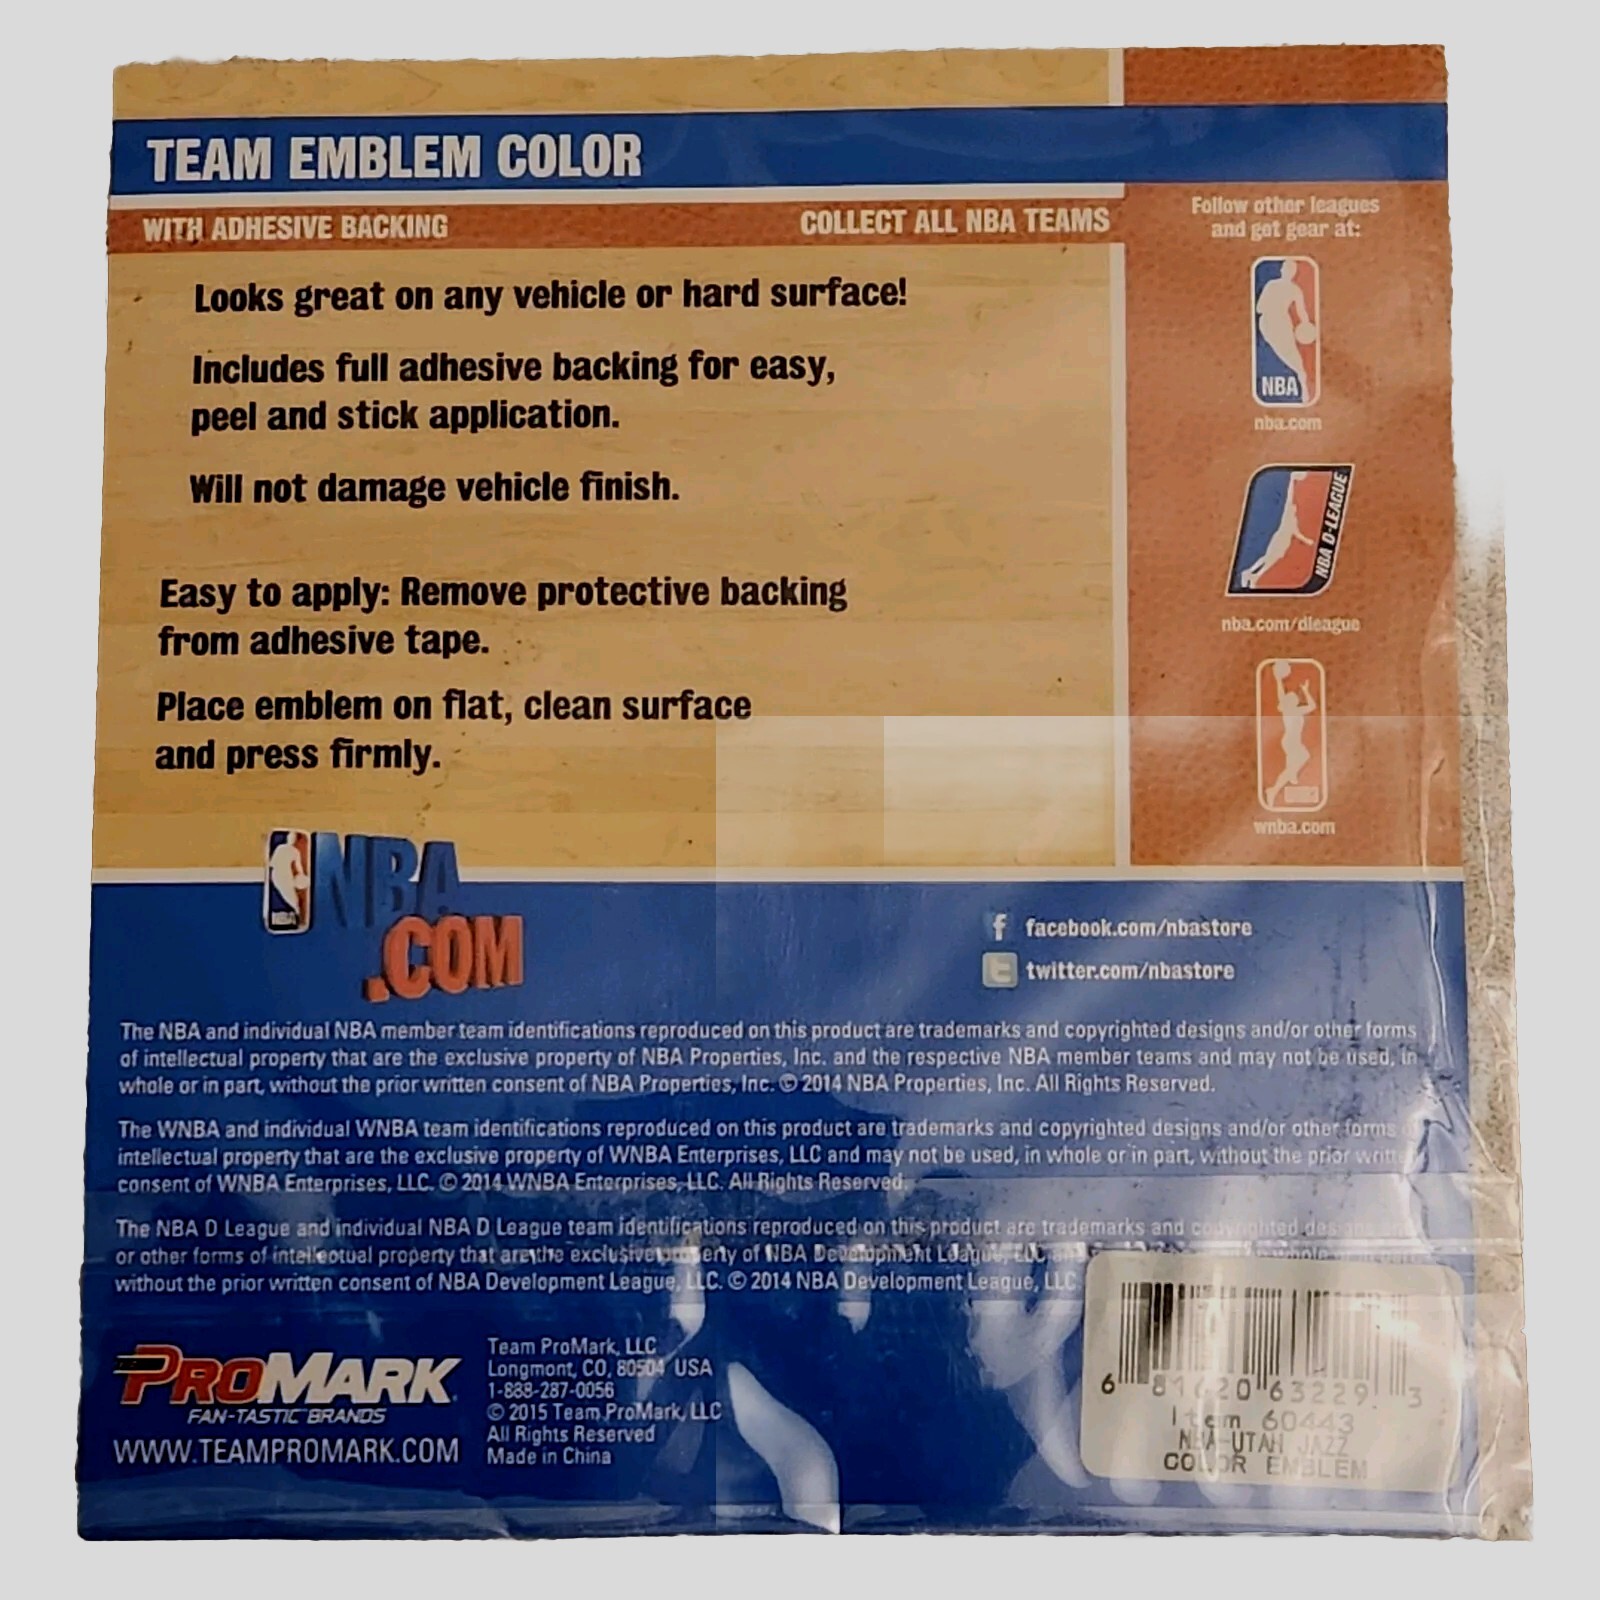 TEAM EMBLEM COLOR
WITH ADHESIVE BACKING
COLLECT ALL NBA TEAMS
Looks great on any vehicle or hard surface!
Includes full adhesive backing for easy,
peel and stick application.
Will not damage vehicle finish.
Easy to apply: Remove protective backing
from adhesive tape.
Place emblem on flat, clean surface
and press firmly.
Follow other leagues
and get gear at:
NBA
nba.com
NBA D-LEAGUE
nba.com/dleague
wnba.com
NBA
NBA
.COM
facebook.com/nbastore
twitter.com/nbastore
The NBA and individual NBA member team identifications reproduced on this product are trademarks and copyrighted designs and/or other forms
of intellectual property that are the exclusive property of NBA Properties, Inc. and the respective NBA member teams and may not be used, in
whole or in part, without the prior written consent of NBA Properties, Inc. © 2014 NBA Properties, Inc. All Rights Reserved.
The WNBA and individual WNBA team identifications reproduced on this product are trademarks and copyrighted designs and/or other forms
intellectual property that are the exclusive property of WNBA Enterprises, LLC and may not be used, in whole or in part, without the prior
consent of WNBA Enterprises, LLC. © 2014 WNBA Enterprises, LLC. All Rights Reserved.
The NBA D League and individual NBA D League team identifications reproduced on this product are trademarks and copyrighted
or other forms of intellectual property that are the exclusive property of NBA Development League, LLC whole
without the prior written consent of NBA Development League, LLC. © 2014 NBA Development League, LLC
PROMARK
FAN-TASTIC BRANDS
WWW.TEAMPROMARK.COM
Team ProMark, LLC
Longmont, CO, 80504 USA
1-888-287-0056
© 2015 Team ProMark, LLC
All Rights Reserved
Made in China
6 81620 63229 3
Item 60443
NBA-UTAH JAZZ
COLOR EMBLEM